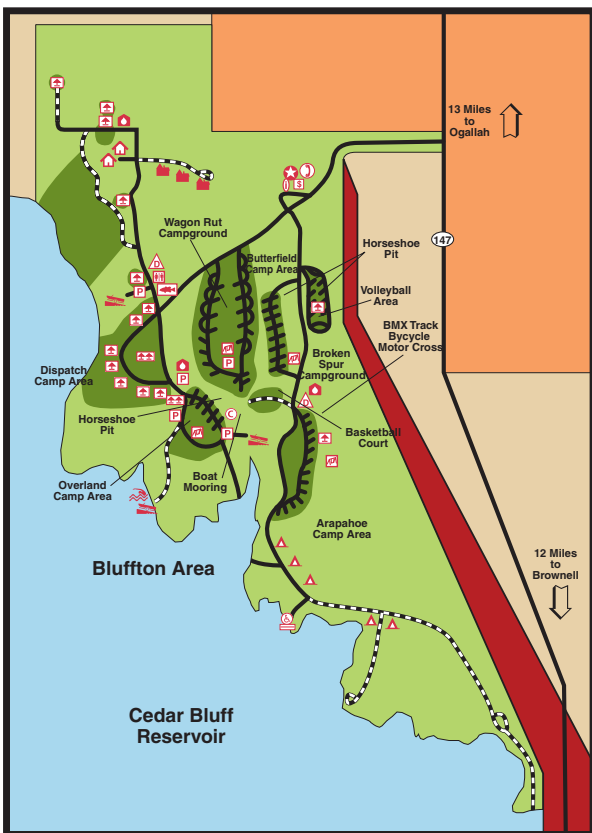 13 Miles
to
Ogallah
Wagon Rut
Campground
Butterfield
Camp Area
Horseshoe
Pit
147
Volleyball
Area
BMX Track
Bycycle
Motor Cross
Broken
Spur
Campground
Dispatch
Camp Area
Horseshoe
Pit
Basketball
Court
Overland
Camp Area
Boat
Mooring
Arapahoe
Camp Area
Bluffton Area
12 Miles
to
Brownell
Cedar Bluff
Reservoir
$
D
P
P
P
P
C
P
D